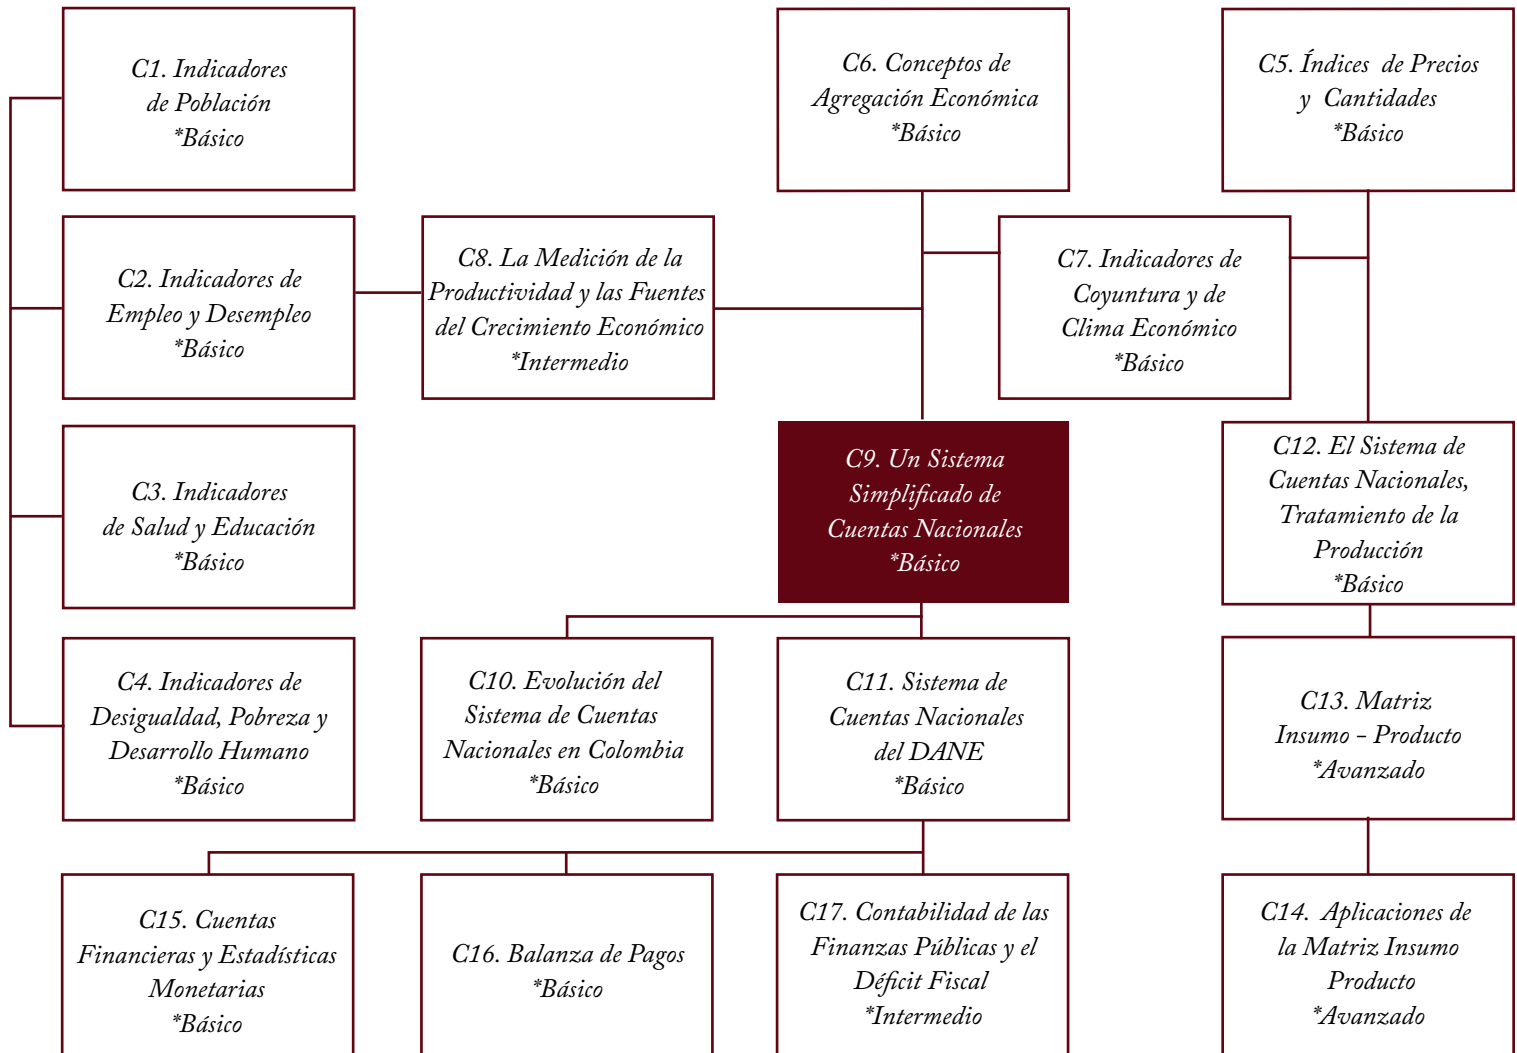 C1. Indicadores
de Población
*Básico
C6. Conceptos de
Agregación Económica
*Básico
C5. Índices de Precios
y Cantidades
*Básico
C2. Indicadores de
Empleo y Desempleo
*Básico
C8. La Medición de la
Productividad y las Fuentes
del Crecimiento Económico
*Intermedio
C7. Indicadores de
Coyuntura y de
Clima Económico
*Básico
C3. Indicadores
de Salud y Educación
*Básico
C9. Un Sistema
Simplificado de
Cuentas Nacionales
*Básico
C12. El Sistema de
Cuentas Nacionales,
Tratamiento de la
Producción
*Básico
C4. Indicadores de
Desigualdad, Pobreza y
Desarrollo Humano
*Básico
C10. Evolución del
Sistema de Cuentas
Nacionales en Colombia
*Básico
C11. Sistema de
Cuentas Nacionales
del DANE
*Básico
C13. Matriz
Insumo - Producto
*Avanzado
C15. Cuentas
Financieras y Estadísticas
Monetarias
*Básico
C16. Balanza de Pagos
*Básico
C17. Contabilidad de las
Finanzas Públicas y el
Déficit Fiscal
*Intermedio
C14. Aplicaciones de
la Matriz Insumo
Producto
*Avanzado